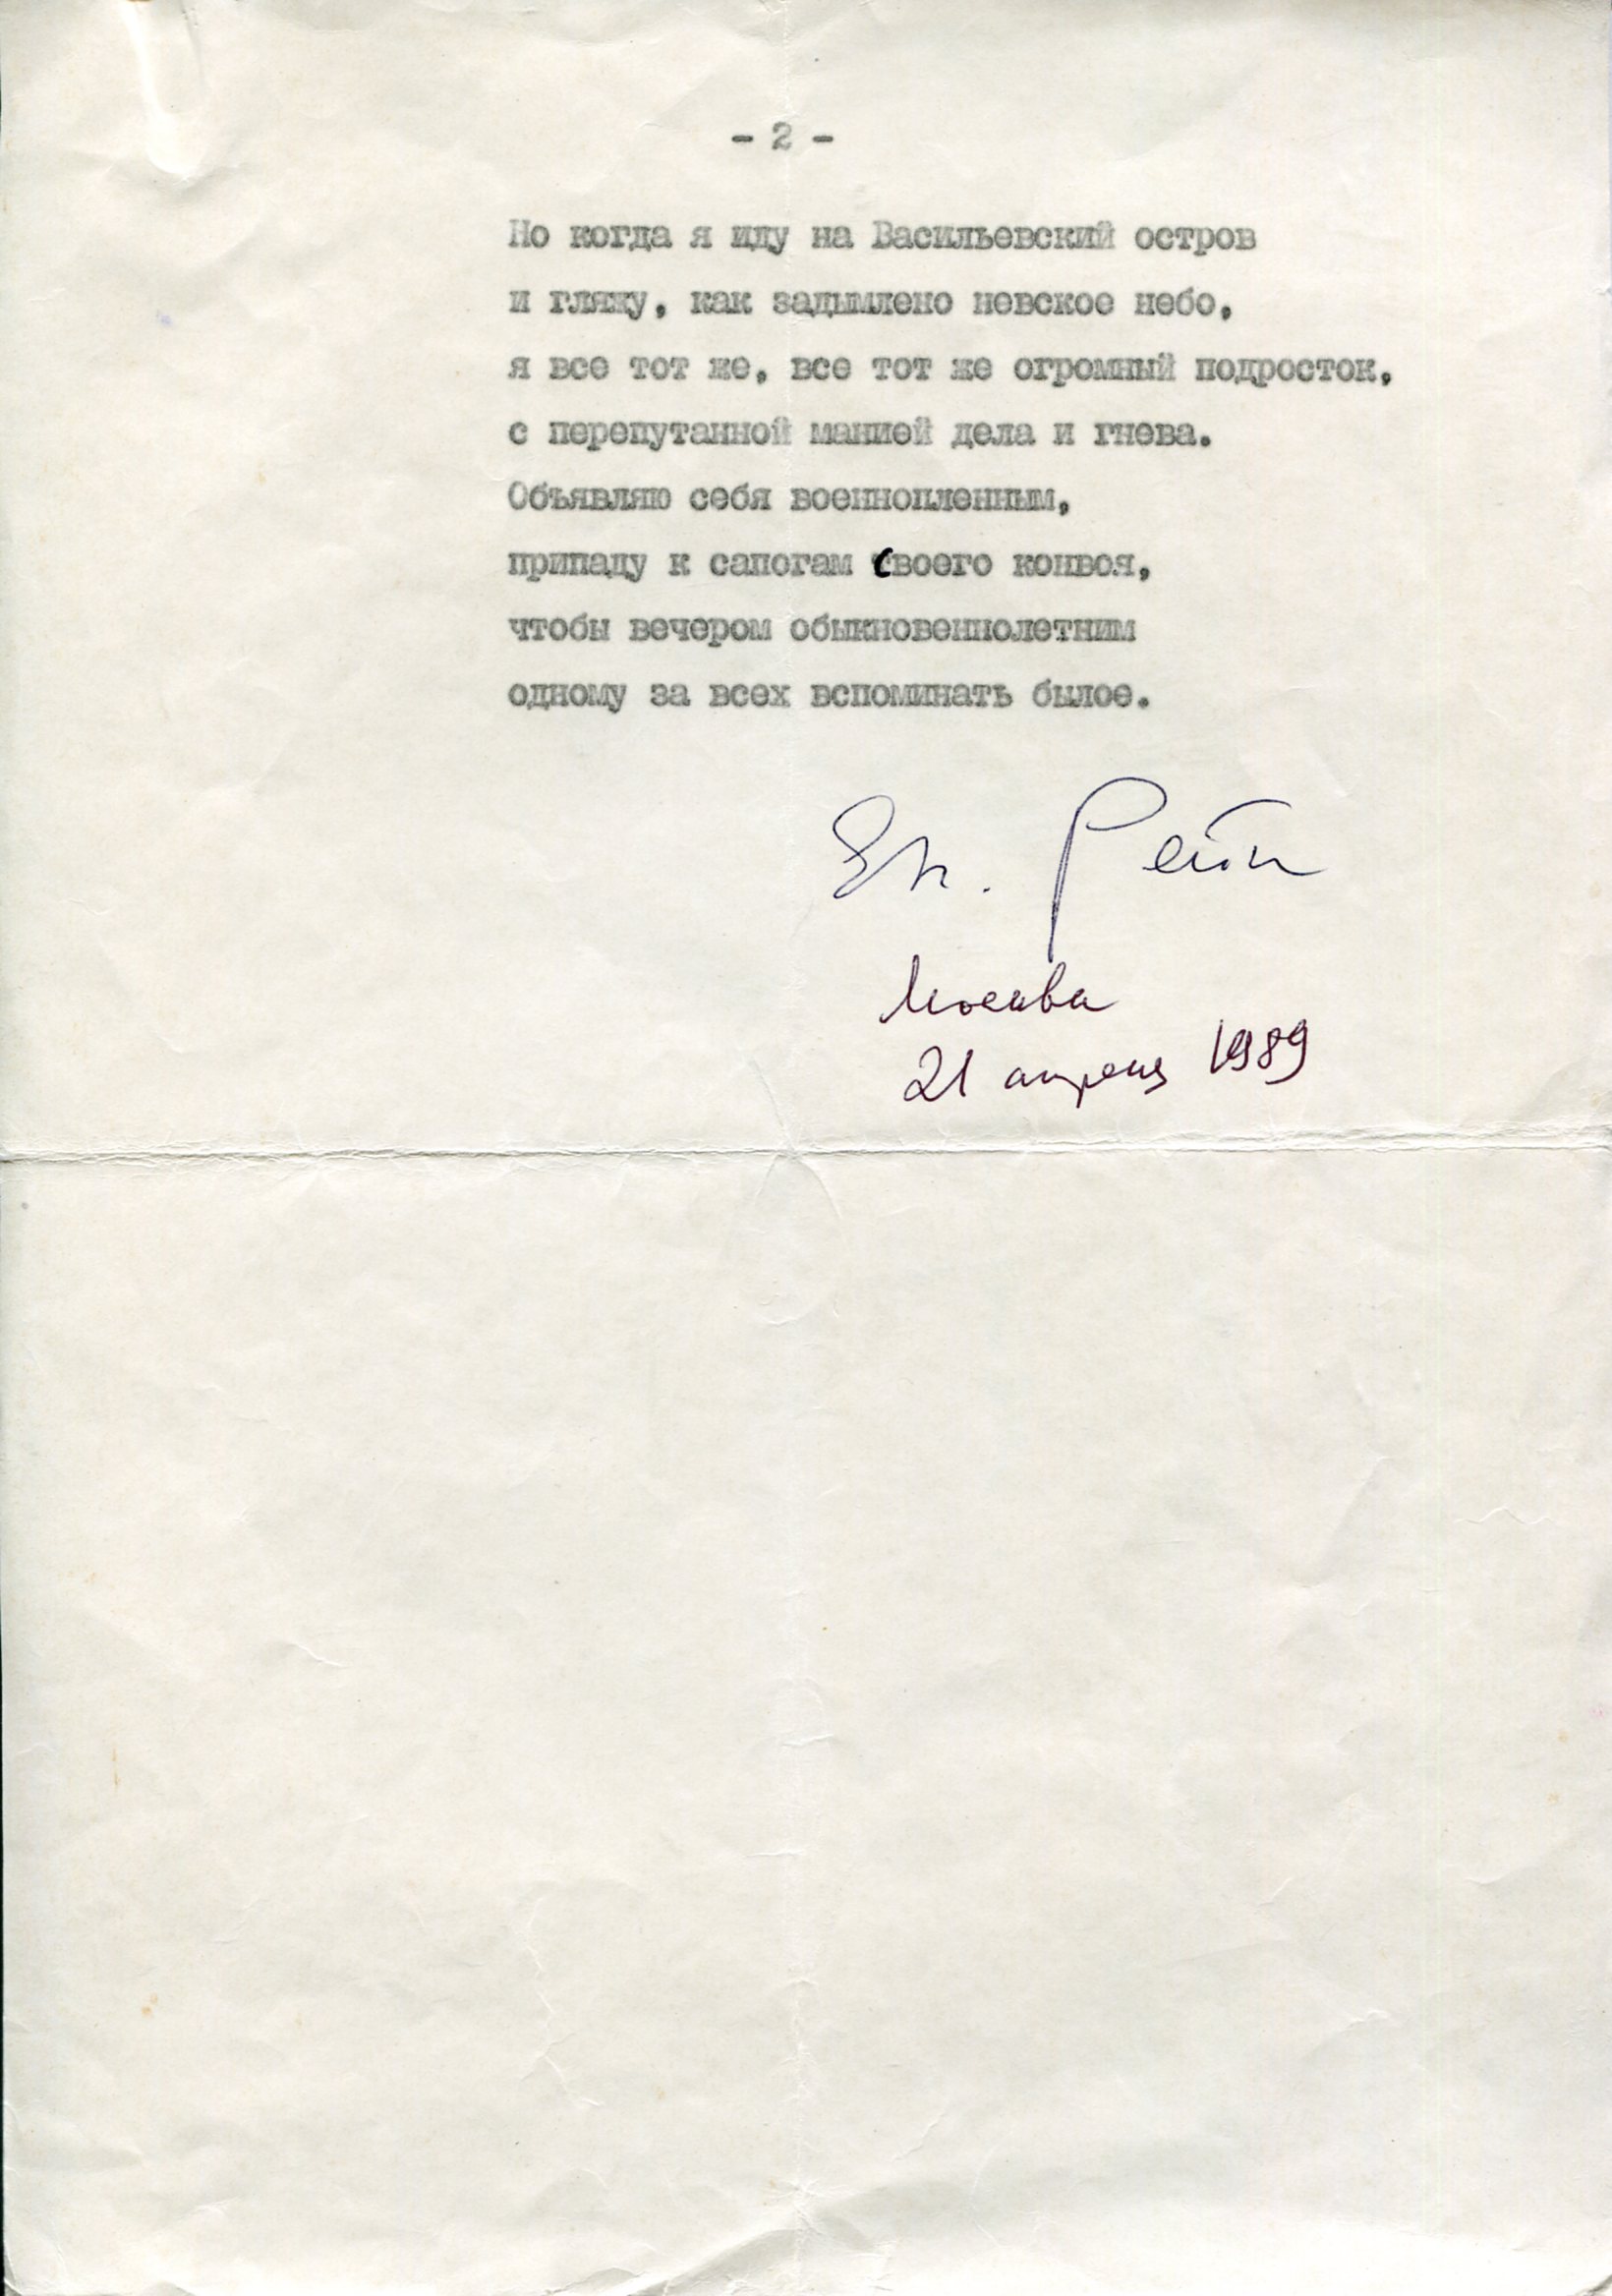 - 2 -
Но когда я иду на Васильевский остров
и гляжу, как задымлено невское небо,
я все тот же, все тот же огромный подросток,
с перепутанной манией дела и гнева.
Объявляю себя военнопленным,
припаду к сапогам своего конвоя,
чтобы вечером обыкновеннолетним
одному за всех вспоминать былое.
Ев. Рейн
Москва
21 апреля 1989